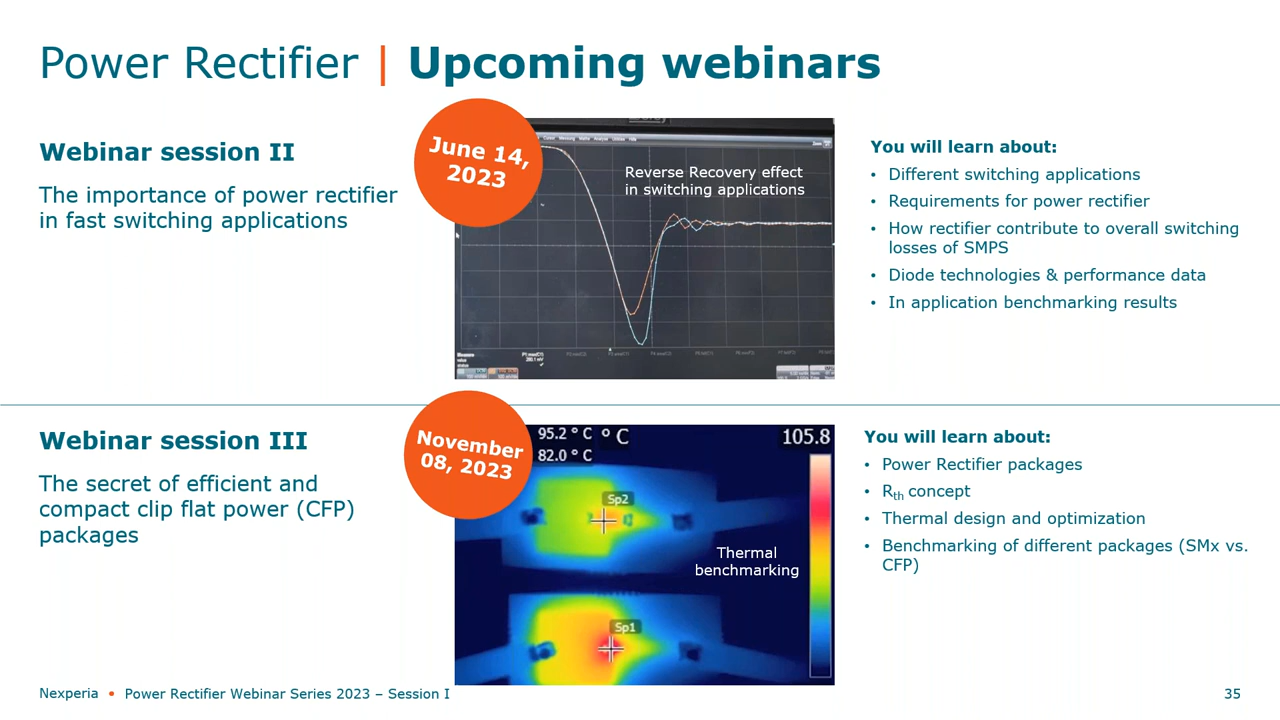 Power Rectifier | Upcoming webinars
Webinar session II
The importance of power rectifier
in fast switching applications
June 14,
2023
Reverse Recovery effect
in switching applications
You will learn about:
• Different switching applications
• Requirements for power rectifier
• How rectifier contribute to overall switching
losses of SMPS
• Diode technologies & performance data
• In application benchmarking results
Webinar session III
The secret of efficient and
compact clip flat power (CFP)
packages
November
08, 2023
95.2 ° C
° C
82.0 ° C
105.8
Sp2
Thermal
benchmarking
Sp1
You will learn about:
• Power Rectifier packages
• Rth concept
• Thermal design and optimization
• Benchmarking of different packages (SMx vs.
CFP)
Nexperia • Power Rectifier Webinar Series 2023 – Session I
35